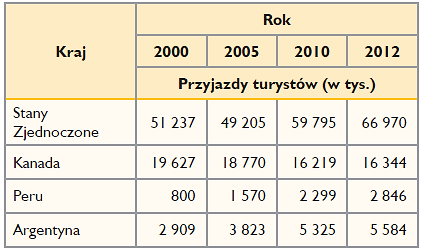 Kraj
Rok
2000 2005 2010 2012
Przyjazdy turystów (w tys.)
Stany
Zjednoczone 51 237 49 205 59 795 66 970
Kanada 19 627 18 770 16 219 16 344
Peru 800 1 570 2 299 2 846
Argentyna 2 909 3 823 5 325 5 584